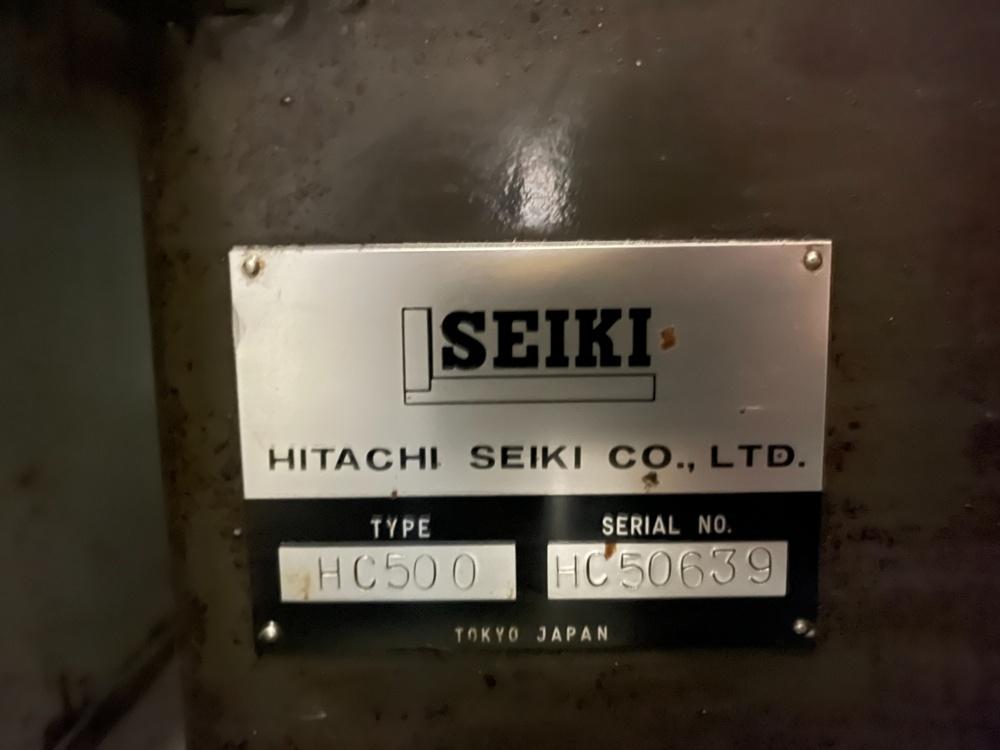 SEIKI
HITACHI SEIKI CO., LTD.
TYPE
SERIAL NO.
HC500
HC50639
TOKYO JAPAN